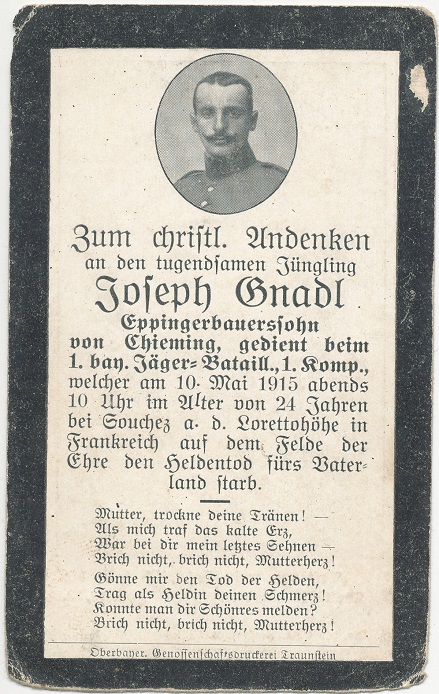 Zum christl. Andenken
an den tugendsamen Jüngling
Joseph Gnadl
Eppingerbauerssohn
von Chieming, gedient beim
1. bay. Jäger-Bataill., 1. Komp.,
welcher am 10. Mai 1915 abends
10 Uhr im Alter von 24 Jahren
bei Souchez a. d. Lorettohöhe in
Frankreich auf dem Felde der
Ehre den Heldentod fürs Vater-
land starb.
Mutter, trockne deine Tränen! —
Als mich traf das kalte Erz,
War bei dir mein letztes Sehnen —
Brich nicht, brich nicht, Mutterherz!
Gönne mir den Tod der Helden,
Trag als Heldin deinen Schmerz!
Konnte man dir Schönres melden?
Brich nicht, brich nicht, Mutterherz!
Oberbayer. Genossenschaftsdruckerei Traunstein